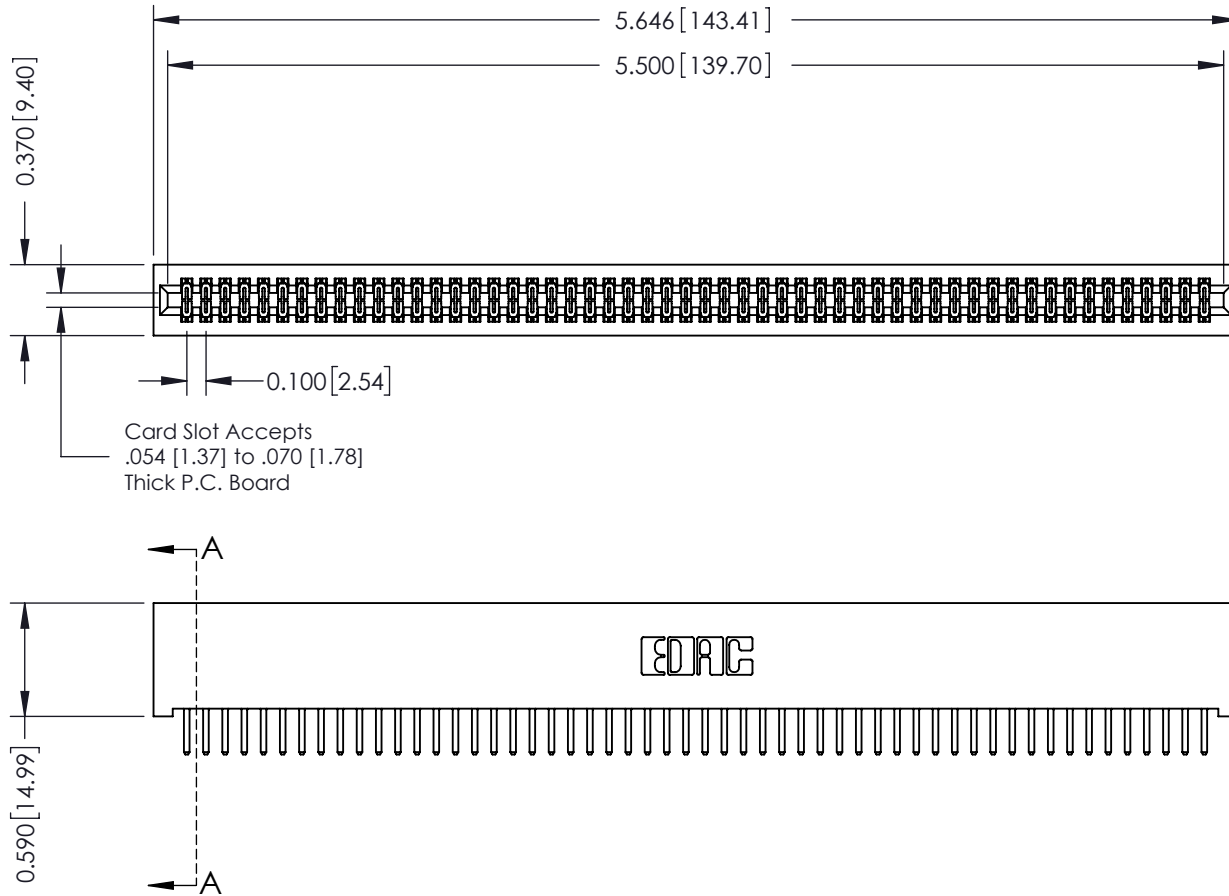 5.646 [143.41]
5.500 [139.70]
0.370 [9.40]
0.100 [2.54]
Card Slot Accepts
.054 [1.37] to .070 [1.78]
Thick P.C. Board
A
EDAC
0.590 [14.99]
A